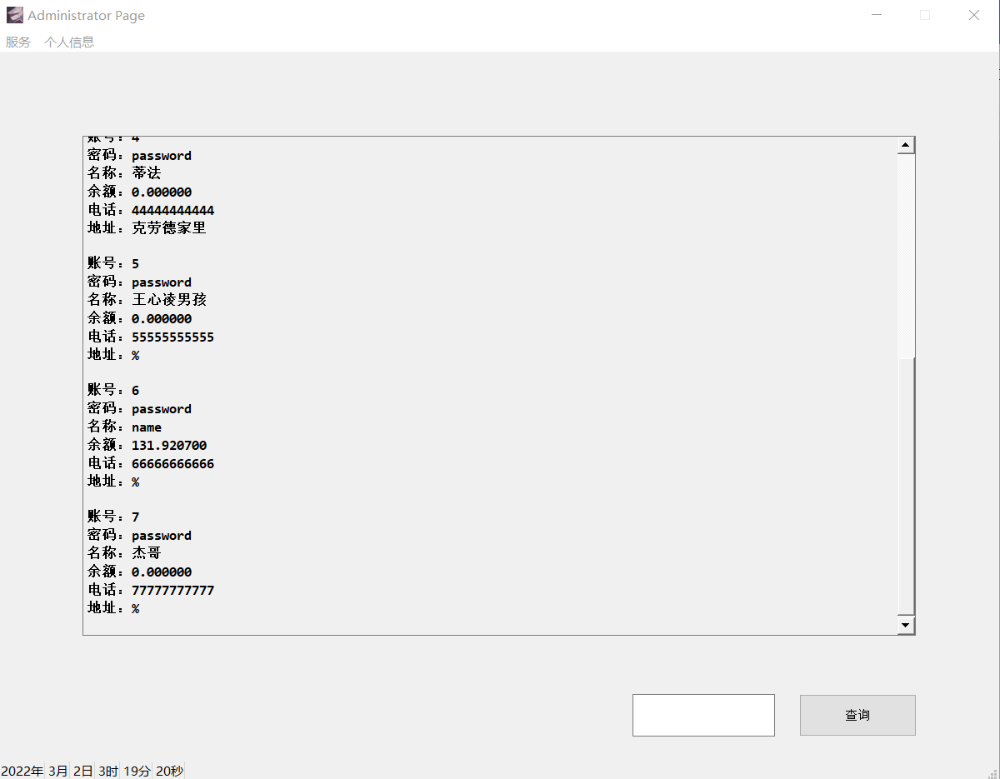 Administrator Page
服务 个人信息
账号：4
密码：password
名称：蒂法
余额：0.000000
电话：44444444444
地址：克劳德家里
账号：5
密码：password
名称：王心凌男孩
余额：0.000000
电话：55555555555
地址：%
账号：6
密码：password
名称：name
余额：131.920700
电话：66666666666
地址：%
账号：7
密码：password
名称：杰哥
余额：0.000000
电话：77777777777
地址：%
查询
2022年 3月 2日 3时 19分 20秒